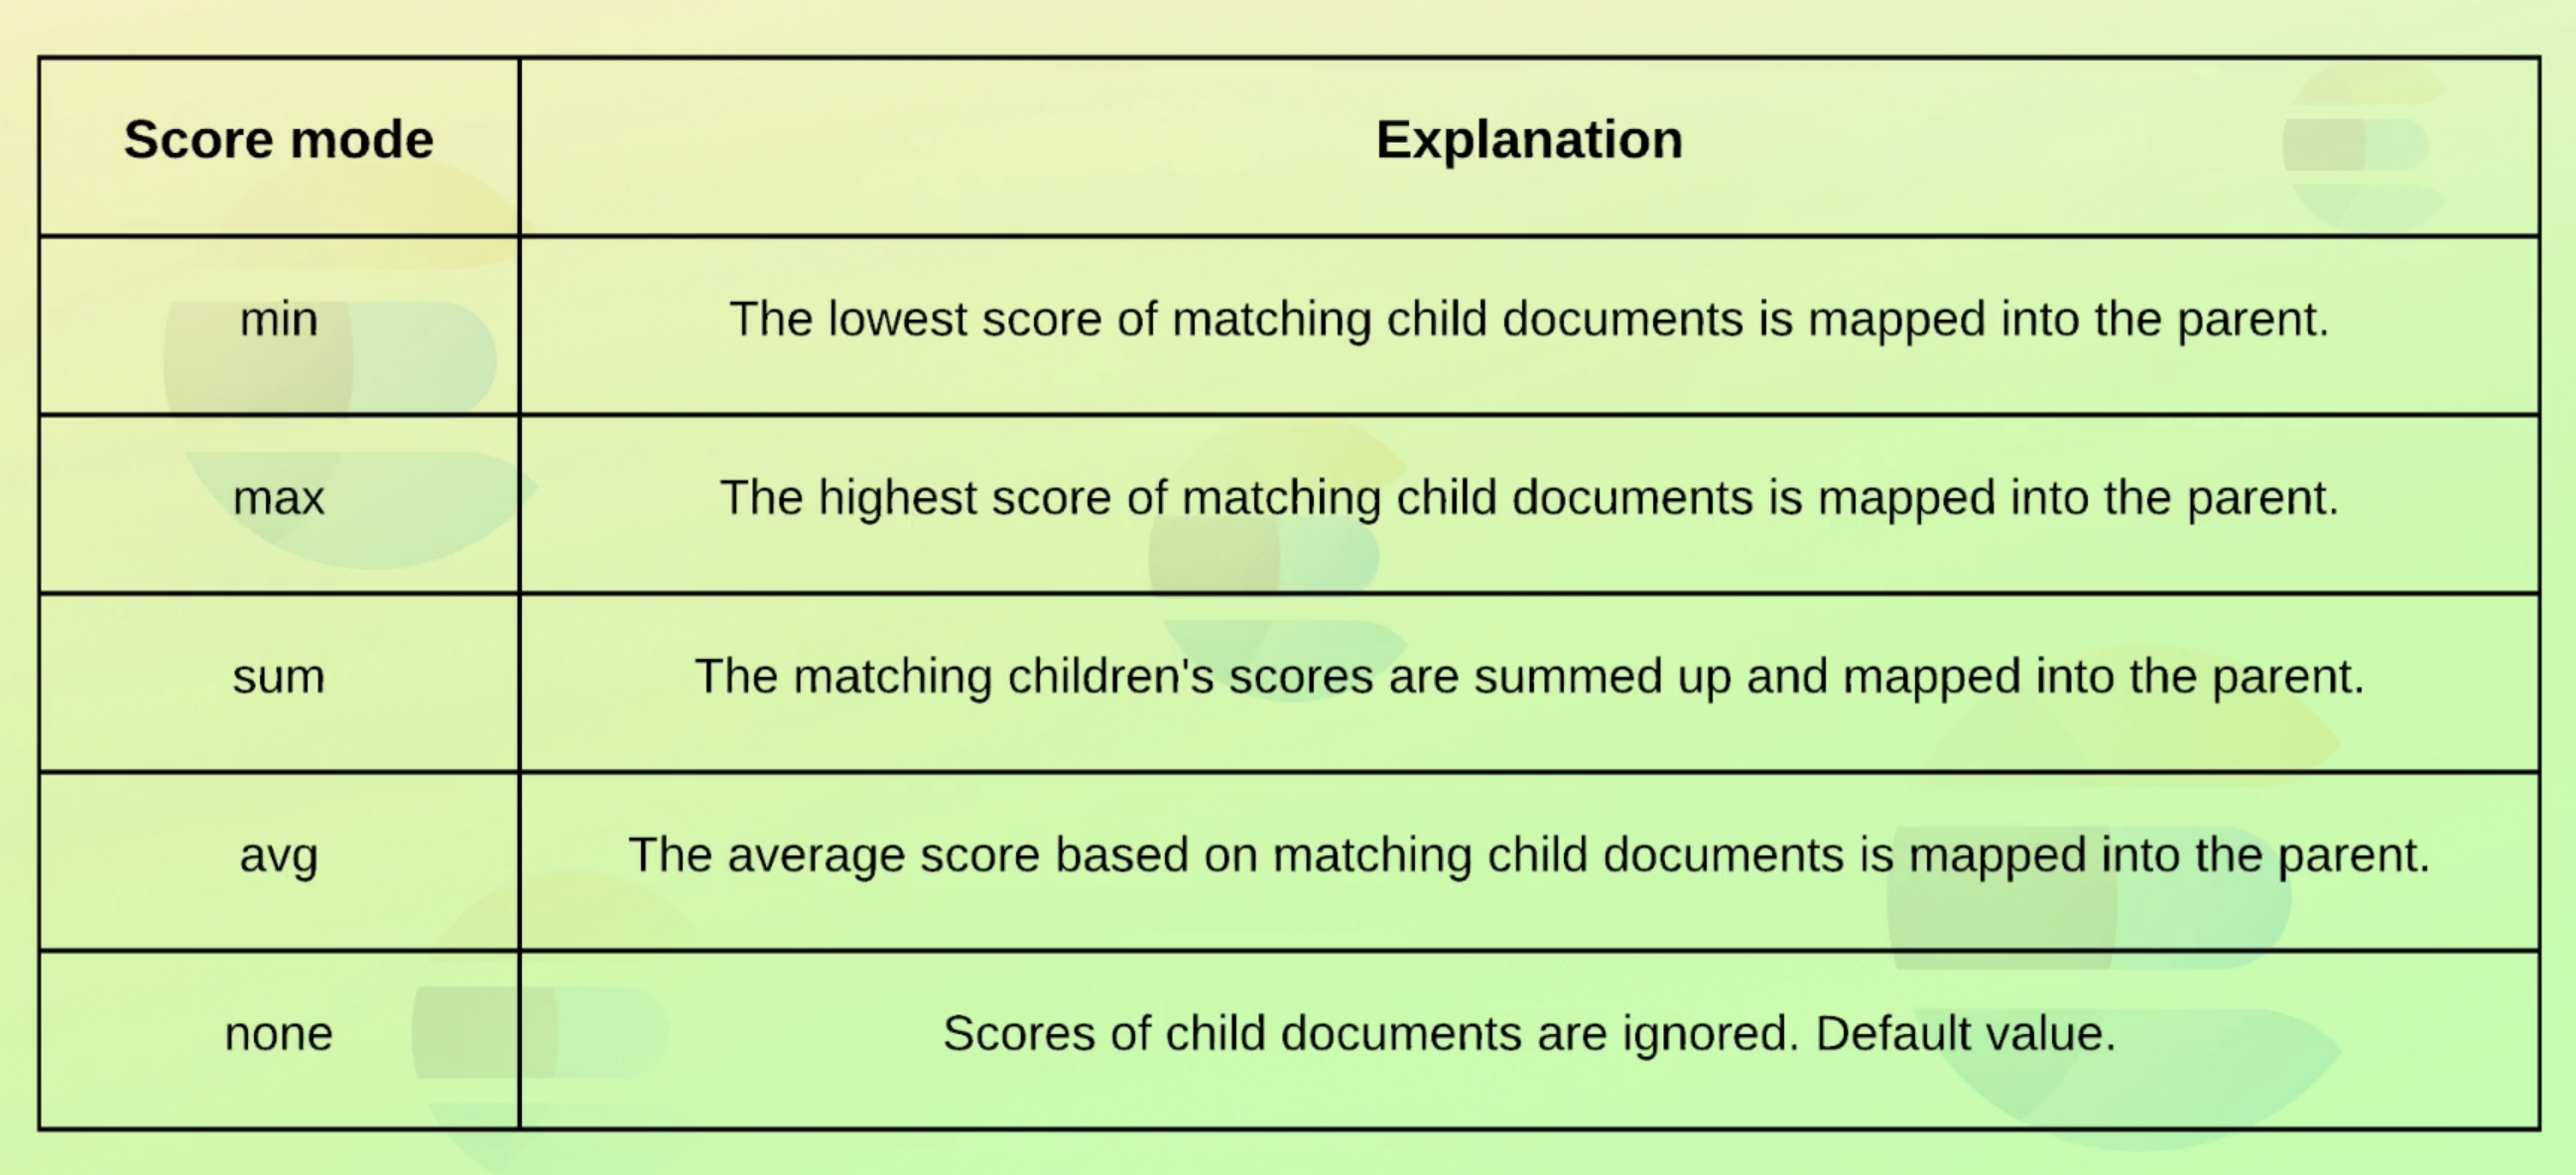 Score mode Explanation
min The lowest score of matching child documents is mapped into the parent.
max The highest score of matching child documents is mapped into the parent.
sum The matching children's scores are summed up and mapped into the parent.
avg The average score based on matching child documents is mapped into the parent.
none Scores of child documents are ignored. Default value.